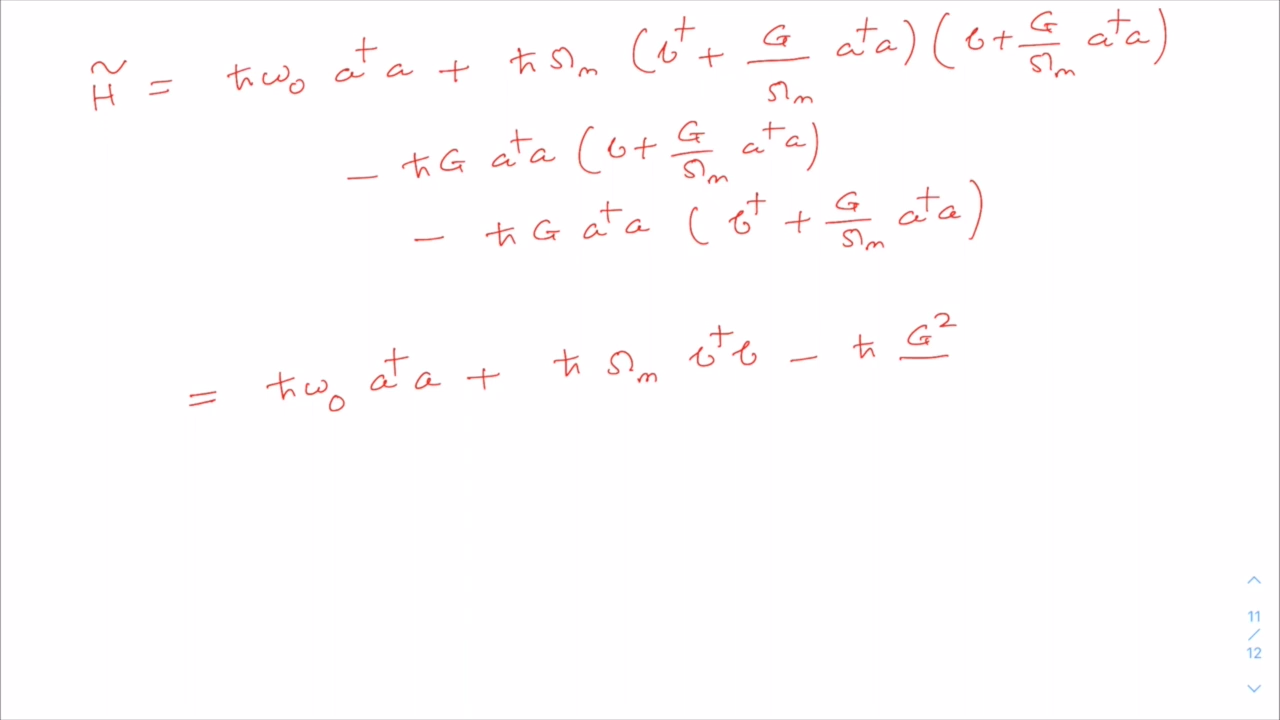 H̃ = ħω₀ a†a + ħΩₘ (b† + G/Ωₘ a†a) (b + G/Ωₘ a†a)
− ħG a†a (b + G/Ωₘ a†a)
− ħG a†a (b† + G/Ωₘ a†a)
= ħω₀ a†a + ħ Ωₘ b†b − ħ G²
11
/
12